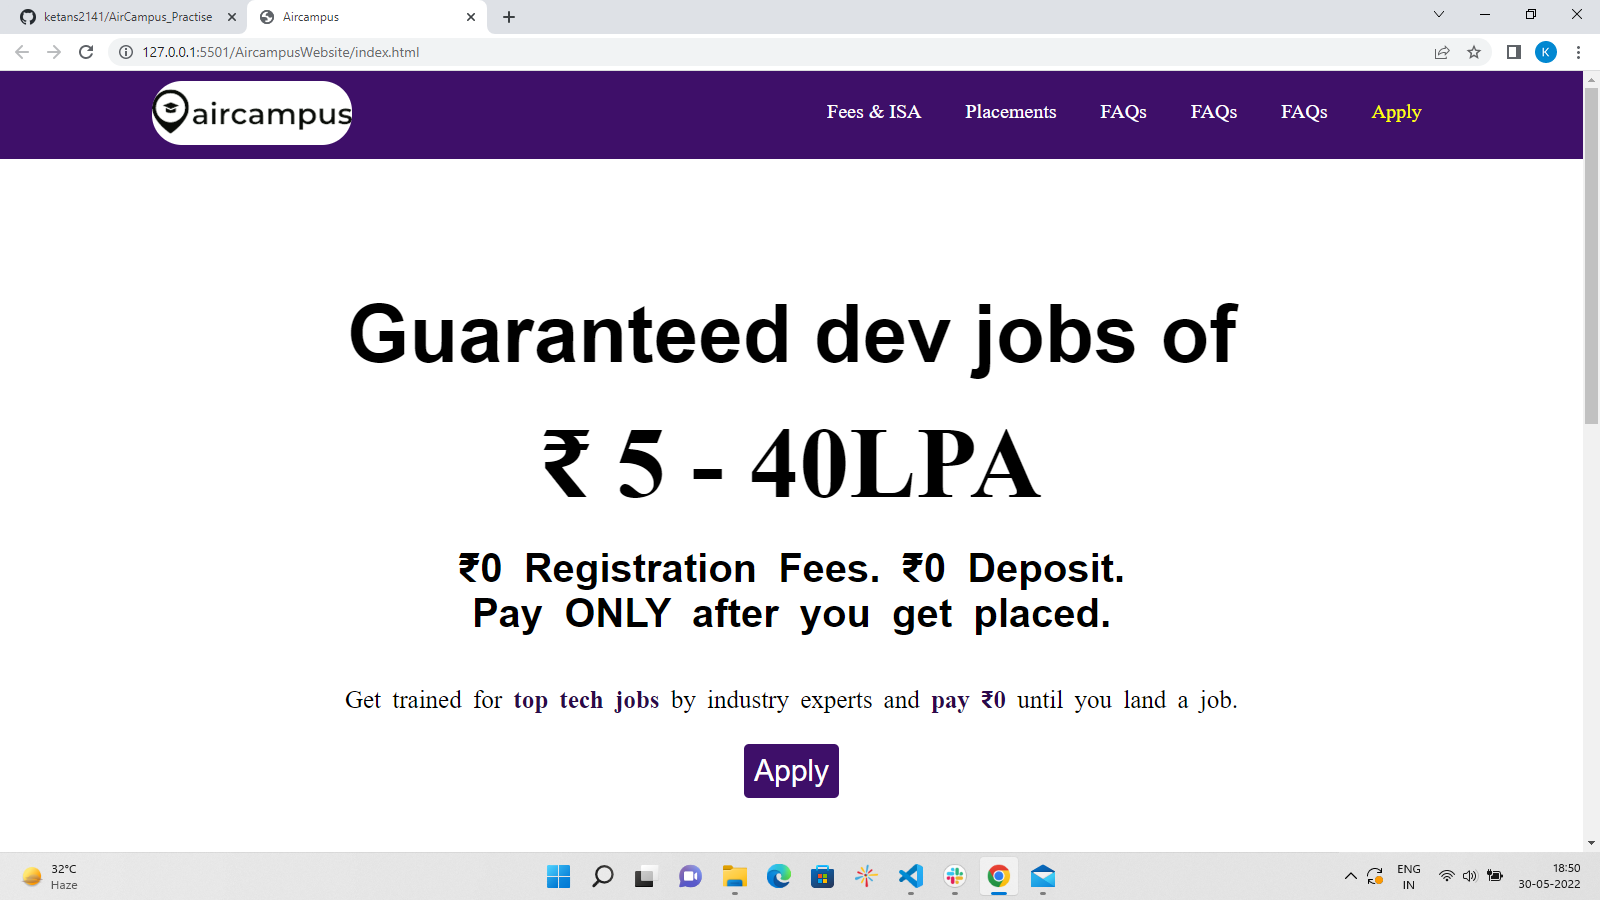 ketans2141/AirCampus_Practise
Aircampus
127.0.0.1:5501/AircampusWebsite/index.html
K
aircampus
Fees & ISA
Placements
FAQs
FAQs
FAQs
Apply
Guaranteed dev jobs of
₹ 5 - 40LPA
₹0 Registration Fees. ₹0 Deposit.
Pay ONLY after you get placed.
Get trained for top tech jobs by industry experts and pay ₹0 until you land a job.
Apply
32°C
Haze
ENG
IN
18:50
30-05-2022